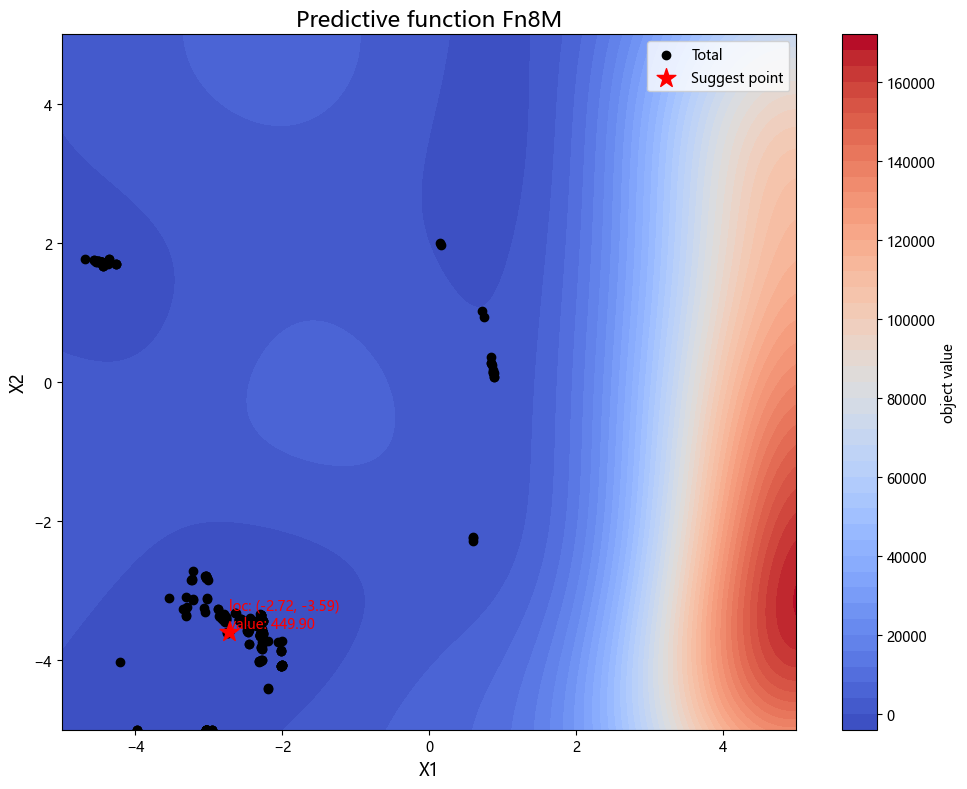 Predictive function Fn8M
Total
Suggest point
4
2
0
−2
−4
X2
loc: (-2.72, -3.59)
value: 449.90
−4
−2
0
2
4
X1
160000
140000
120000
100000
80000
60000
40000
20000
0
object value